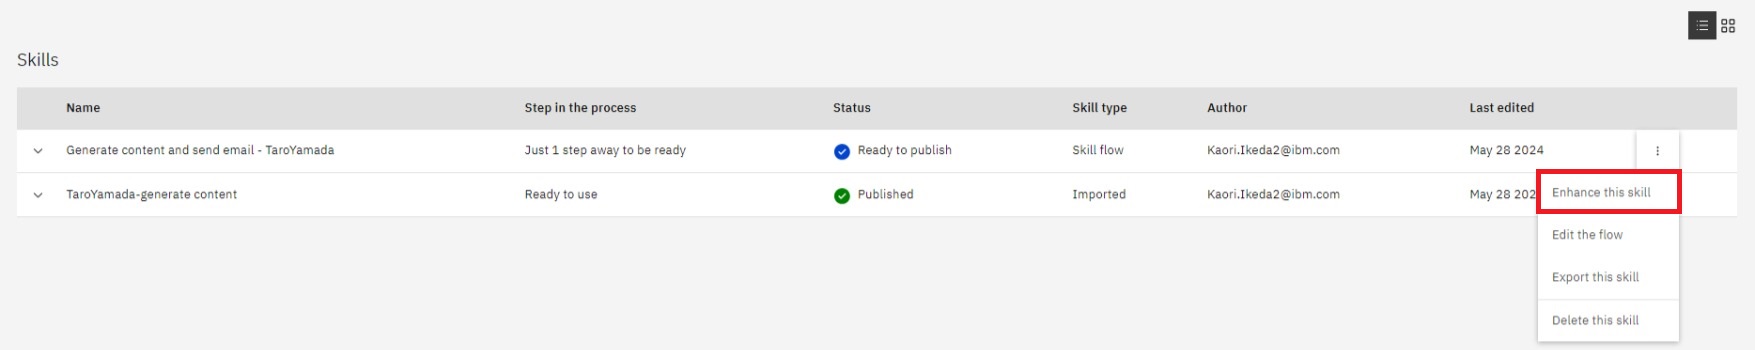 Skills
Name Step in the process Status Skill type Author Last edited
Generate content and send email - TaroYamada Just 1 step away to be ready Ready to publish Skill flow Kaori.Ikeda2@ibm.com May 28 2024
TaroYamada-generate content Ready to use Published Imported Kaori.Ikeda2@ibm.com May 28 202
Enhance this skill
Edit the flow
Export this skill
Delete this skill